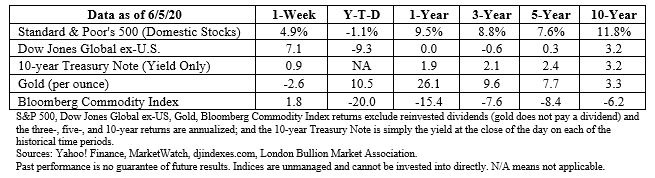 Data as of 6/5/20 1-Week Y-T-D 1-Year 3-Year 5-Year 10-Year
Standard & Poor's 500 (Domestic Stocks) 4.9% -1.1% 9.5% 8.8% 7.6% 11.8%
Dow Jones Global ex-U.S. 7.1 -9.3 0.0 -0.6 0.3 3.2
10-year Treasury Note (Yield Only) 0.9 NA 1.9 2.1 2.4 3.2
Gold (per ounce) -2.6 10.5 26.1 9.6 7.7 3.3
Bloomberg Commodity Index 1.8 -20.0 -15.4 -7.6 -8.4 -6.2
S&P 500, Dow Jones Global ex-US, Gold, Bloomberg Commodity Index returns exclude reinvested dividends (gold does not pay a dividend) and
the three-, five-, and 10-year returns are annualized; and the 10-year Treasury Note is simply the yield at the close of the day on each of the
historical time periods.
Sources: Yahoo! Finance, MarketWatch, djindexes.com, London Bullion Market Association.
Past performance is no guarantee of future results. Indices are unmanaged and cannot be invested into directly. N/A means not applicable.